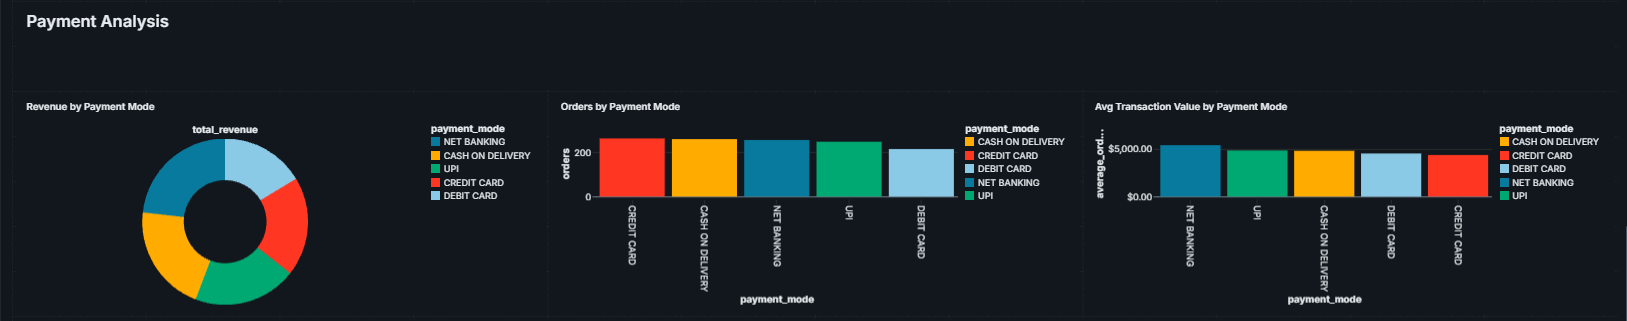 Payment Analysis
Revenue by Payment Mode
total_revenue
payment_mode
NET BANKING
CASH ON DELIVERY
UPI
CREDIT CARD
DEBIT CARD
Orders by Payment Mode
orders
200
0
CREDIT CARD
CASH ON DELIVERY
NET BANKING
UPI
DEBIT CARD
payment_mode
payment_mode
CASH ON DELIVERY
CREDIT CARD
DEBIT CARD
NET BANKING
UPI
Avg Transaction Value by Payment Mode
average_ord...
$5,000.00
$0.00
NET BANKING
UPI
CASH ON DELIVERY
DEBIT CARD
CREDIT CARD
payment_mode
payment_mode
CASH ON DELIVERY
CREDIT CARD
DEBIT CARD
NET BANKING
UPI